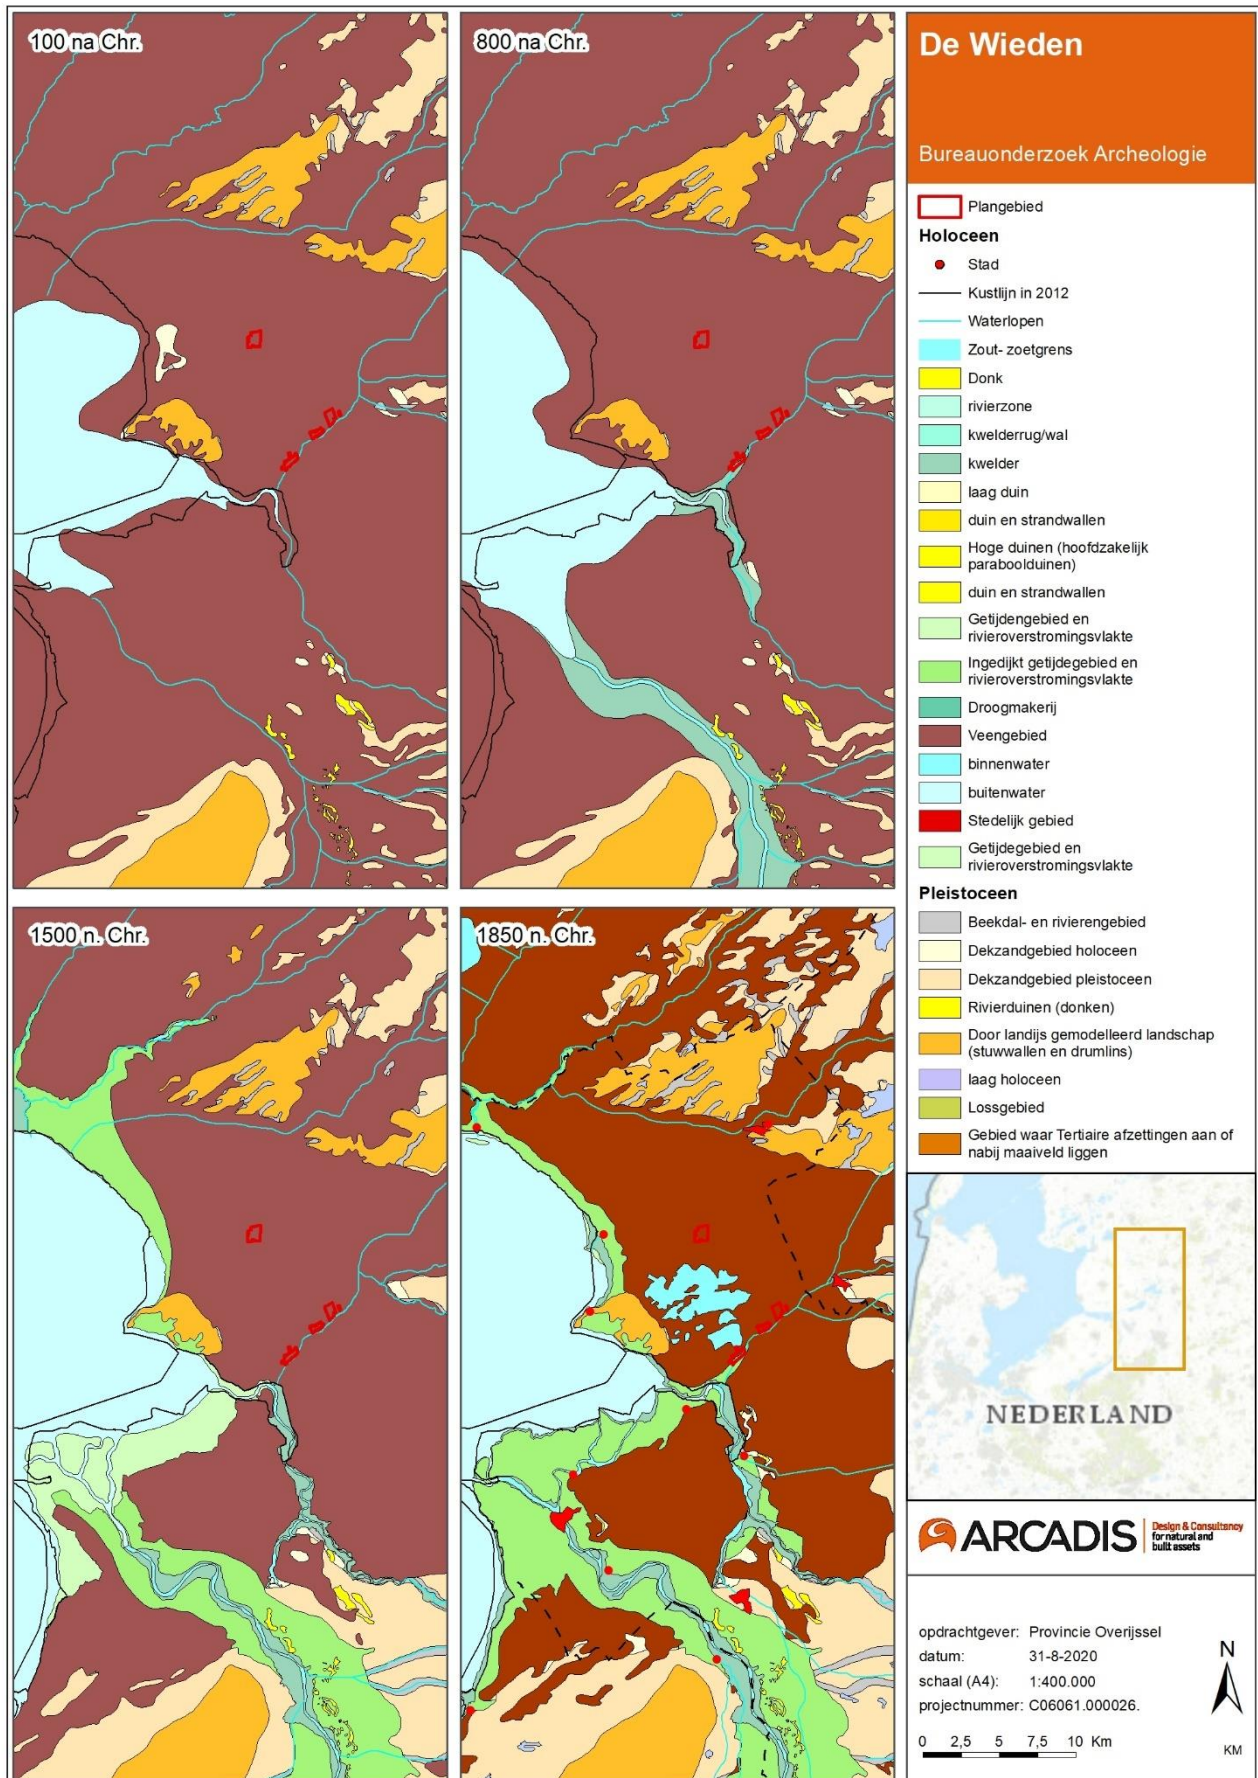 100 na Chr.
800 na Chr.
1500 n. Chr.
1850 n. Chr.
De Wieden
Bureauonderzoek Archeologie
Plangebied
Holoceen
Stad
Kustlijn in 2012
Waterlopen
Zout- zoetgrens
Donk
rivierzone
kwelderrug/wal
kwelder
laag duin
duin en strandwallen
Hoge duinen (hoofdzakelijk
paraboolduinen)
duin en strandwallen
Getijdengebied en
rivieroverstromingsvlakte
Ingedijkt getijdegebied en
rivieroverstromingsvlakte
Droogmakerij
Veengebied
binnenwater
buitenwater
Stedelijk gebied
Getijdegebied en
rivieroverstromingsvlakte
Pleistoceen
Beekdal- en rivierengebied
Dekzandgebied holoceen
Dekzandgebied pleistoceen
Rivierduinen (donken)
Door landijs gemodelleerd landschap
(stuwwallen en drumlins)
laag holoceen
Lossgebied
Gebied waar Tertiaire afzettingen aan of
nabij maaiveld liggen
NEDERLAND
ARCADIS
Design & Consultancy
for natural and
built assets
opdrachtgever: Provincie Overijssel
datum: 31-8-2020
schaal (A4): 1:400.000
projectnummer: C06061.000026.
N
0 2,5 5 7,5 10 Km
KM